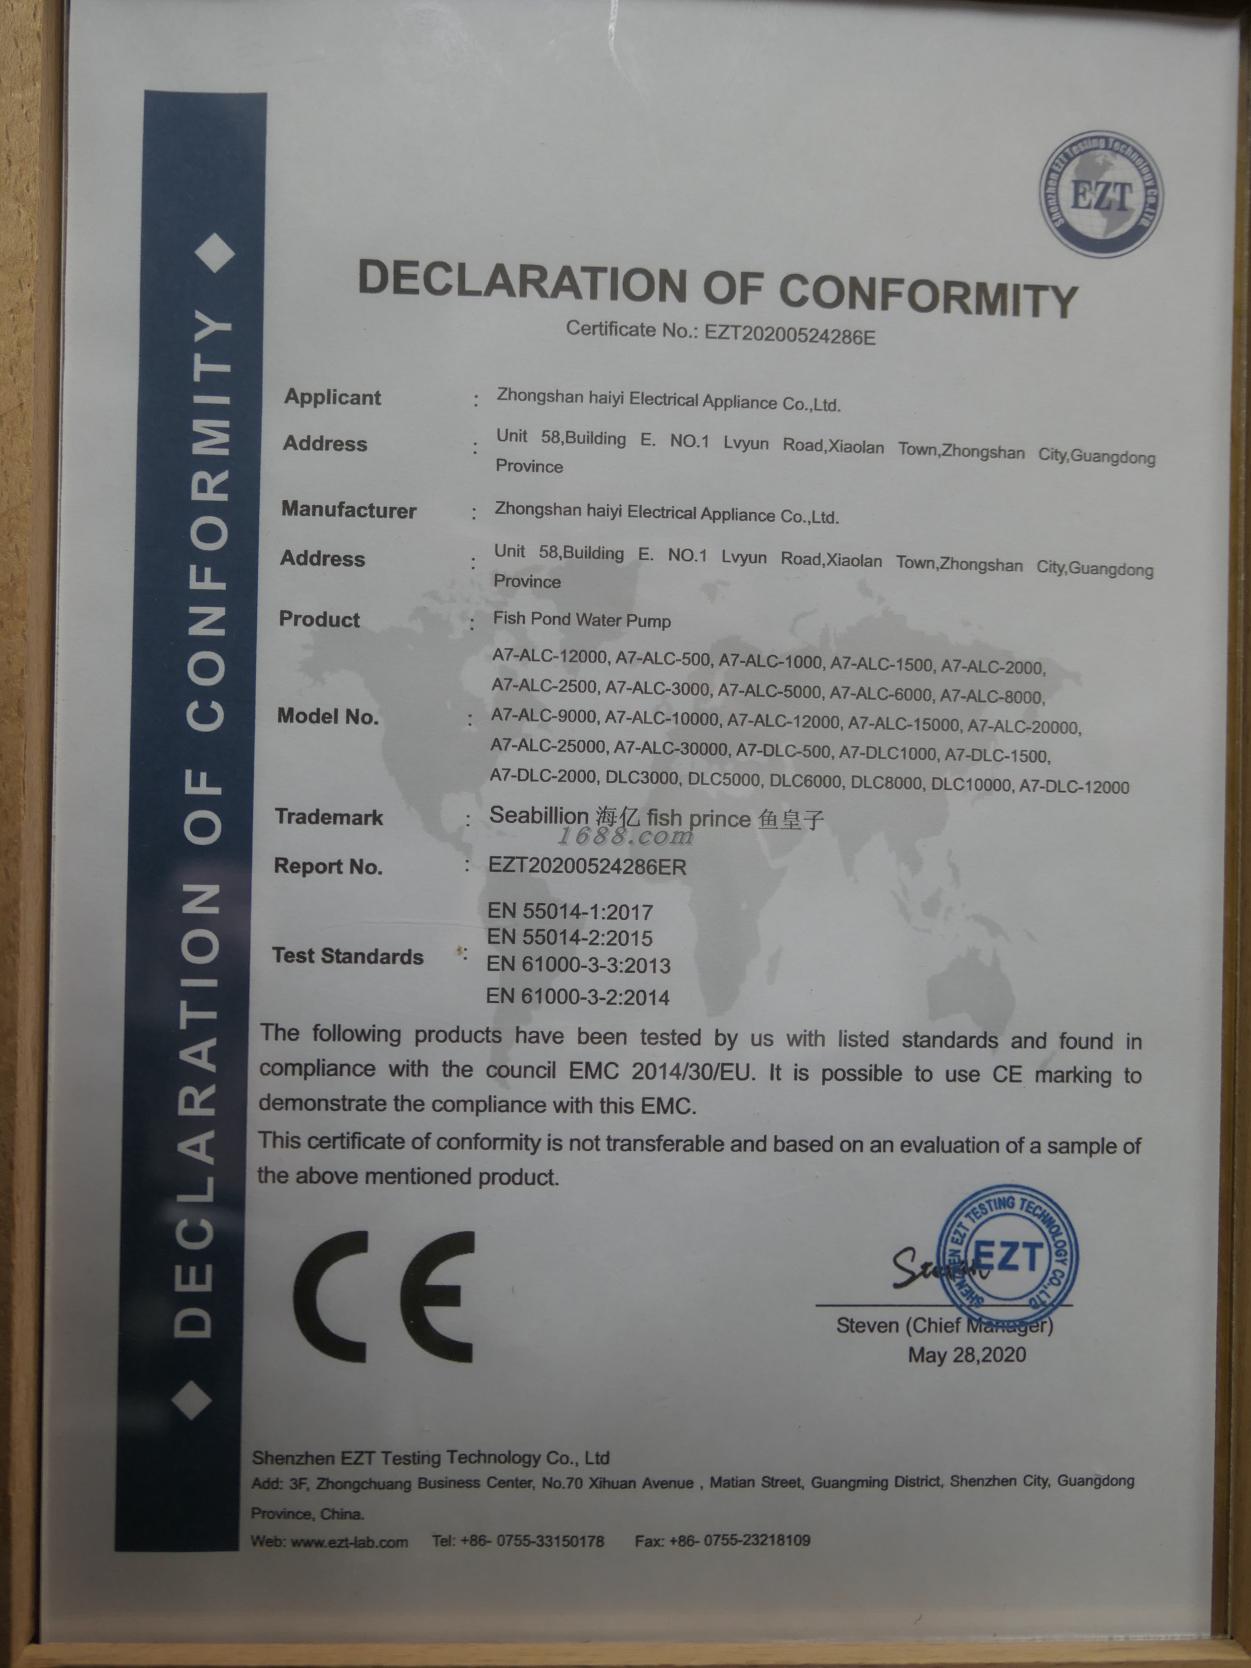 Shenzhen EZT Testing Technology Co.,Ltd.
EZT
DECLARATION OF CONFORMITY
DECLARATION OF CONFORMITY
Certificate No.: EZT20200524286E
Applicant : Zhongshan haiyi Electrical Appliance Co.,Ltd.
Address : Unit 58,Building E. NO.1 Lvyun Road,Xiaolan Town,Zhongshan City,Guangdong
Province
Manufacturer : Zhongshan haiyi Electrical Appliance Co.,Ltd.
Address : Unit 58,Building E. NO.1 Lvyun Road,Xiaolan Town,Zhongshan City,Guangdong
Province
Product : Fish Pond Water Pump
A7-ALC-12000, A7-ALC-500, A7-ALC-1000, A7-ALC-1500, A7-ALC-2000,
A7-ALC-2500, A7-ALC-3000, A7-ALC-5000, A7-ALC-6000, A7-ALC-8000,
Model No. : A7-ALC-9000, A7-ALC-10000, A7-ALC-12000, A7-ALC-15000, A7-ALC-20000,
A7-ALC-25000, A7-ALC-30000, A7-DLC-500, A7-DLC1000, A7-DLC-1500,
A7-DLC-2000, DLC3000, DLC5000, DLC6000, DLC8000, DLC10000, A7-DLC-12000
Trademark : Seabillion 海亿 fish prince 鱼皇子
1688.com
Report No. : EZT20200524286ER
EN 55014-1:2017
EN 55014-2:2015
Test Standards : EN 61000-3-3:2013
EN 61000-3-2:2014
The following products have been tested by us with listed standards and found in
compliance with the council EMC 2014/30/EU. It is possible to use CE marking to
demonstrate the compliance with this EMC.
This certificate of conformity is not transferable and based on an evaluation of a sample of
the above mentioned product.
CE
Steven
SHENZHEN EZT TESTING TECHNOLOGY CO.,LTD
EZT
Steven (Chief Manager)
May 28,2020
Shenzhen EZT Testing Technology Co., Ltd
Add: 3F, Zhongchuang Business Center, No.70 Xihuan Avenue , Matian Street, Guangming District, Shenzhen City, Guangdong
Province, China.
Web: www.ezt-lab.com Tel: +86- 0755-33150178 Fax: +86- 0755-23218109